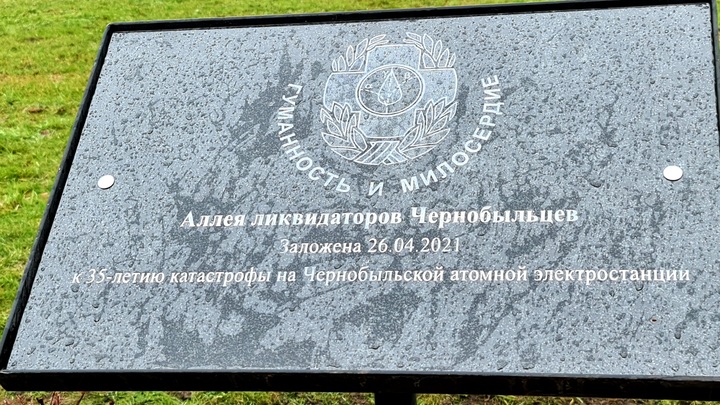 ГУМАННОСТЬ И МИЛОСЕРДИЕ
Аллея ликвидаторов Чернобыльцев
Заложена 26.04.2021
к 35-летию катастрофы на Чернобыльской атомной электростанции